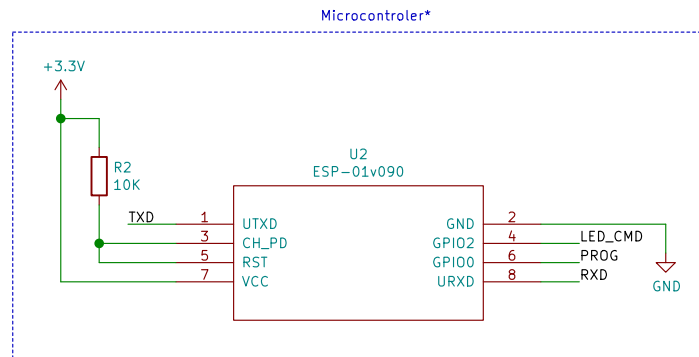 Microcontroler*
+3.3V
R2
10K
U2
ESP-01v090
TXD 1 UTXD GND 2
3 CH_PD GPIO2 4 LED_CMD
5 RST GPIO0 6 PROG
7 VCC URXD 8 RXD
GND